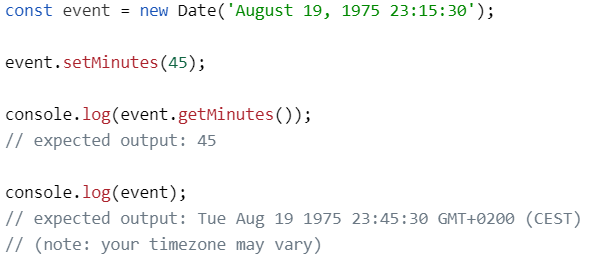 const event = new Date('August 19, 1975 23:15:30');
event.setMinutes(45);
console.log(event.getMinutes());
// expected output: 45
console.log(event);
// expected output: Tue Aug 19 1975 23:45:30 GMT+0200 (CEST)
// (note: your timezone may vary)